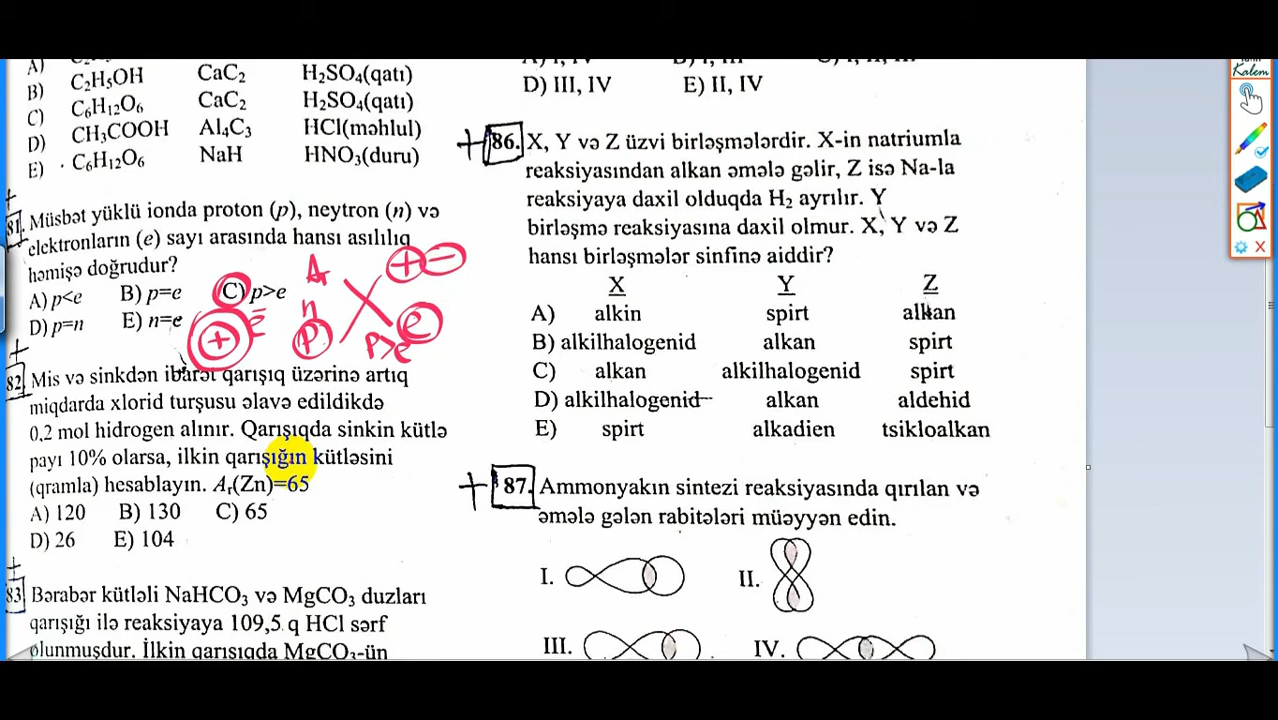 A)
B) C₂H₅OH CaC₂ H₂SO₄(qatı)
C) C₆H₁₂O₆ CaC₂ H₂SO₄(qatı)
D) CH₃COOH Al₄C₃ HCl(məhlul)
E) C₆H₁₂O₆ NaH HNO₃(duru)
81. Müsbət yüklü ionda proton (p), neytron (n) və
elektronların (e) sayı arasında hansı asılılıq
həmişə doğrudur?
A) p<e B) p=e C) p>e
D) p=n E) n=e
Ar + −
n
p e
p>e
+ ē
82. Mis və sinkdən ibarət qarışıq üzərinə artıq
miqdarda xlorid turşusu əlavə edildikdə
0,2 mol hidrogen alınır. Qarışıqda sinkin kütlə
payı 10% olarsa, ilkin qarışığın kütləsini
(qramla) hesablayın. Aᵣ(Zn)=65
A) 120 B) 130 C) 65
D) 26 E) 104
83. Bərabər kütləli NaHCO₃ və MgCO₃ duzları
qarışığı ilə reaksiyaya 109,5 q HCl sərf
olunmuşdur. İlkin qarışıqda MgCO₃-ün
D) III, IV E) II, IV
86. X, Y və Z üzvi birləşmələrdir. X-in natriumla
reaksiyasından alkan əmələ gəlir, Z isə Na-la
reaksiyaya daxil olduqda H₂ ayrılır. Y
birləşmə reaksiyasına daxil olmur. X, Y və Z
hansı birləşmələr sinfinə aiddir?
X Y Z
A) alkin spirt alkan
B) alkilhalogenid alkan spirt
C) alkan alkilhalogenid spirt
D) alkilhalogenid alkan aldehid
E) spirt alkadien tsikloalkan
87. Ammonyakın sintezi reaksiyasında qırılan və
əmələ gələn rabitələri müəyyən edin.
I. II.
III. IV.
Kalem